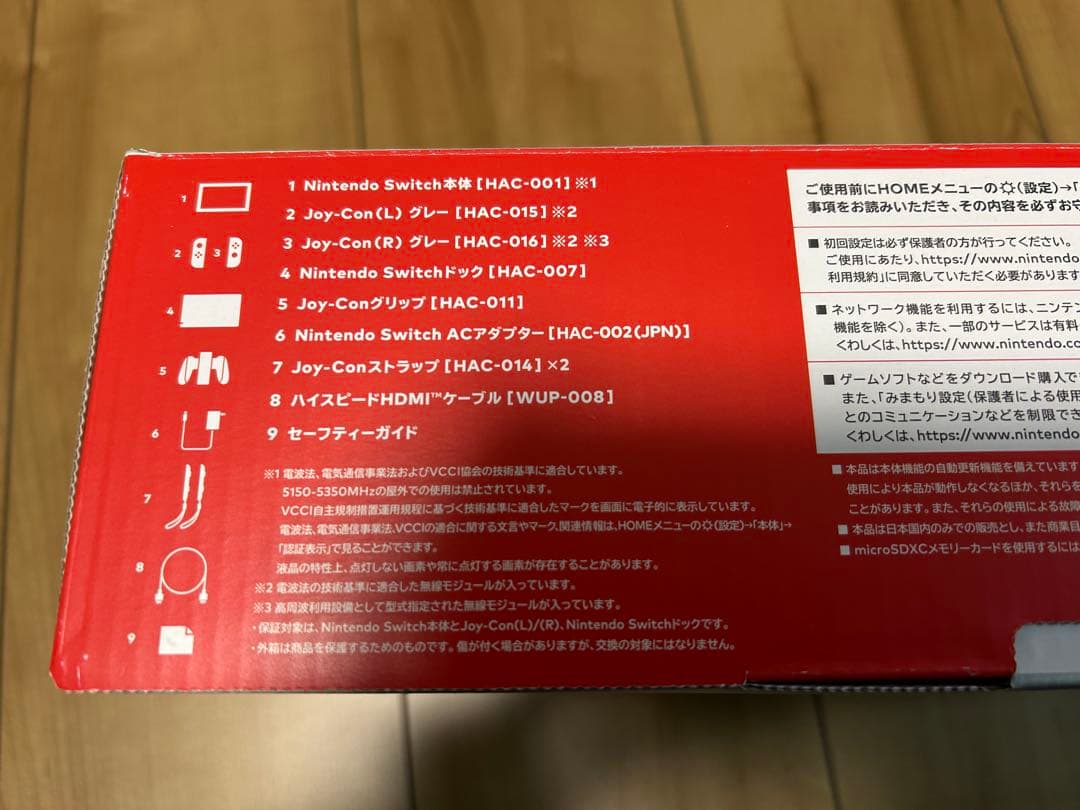 1 Nintendo Switch本体[HAC-001]※1
2 Joy-Con(L) グレー[HAC-015]※2
3 Joy-Con(R) グレー[HAC-016]※2 ※3
4 Nintendo Switchドック[HAC-007]
5 Joy-Conグリップ[HAC-011]
6 Nintendo Switch ACアダプター[HAC-002(JPN)]
7 Joy-Conストラップ[HAC-014]×2
8 ハイスピードHDMI™ケーブル[WUP-008]
9 セーフティーガイド
1
2
3
4
5
6
7
8
9
※1 電波法、電気通信事業法およびVCCI協会の技術基準に適合しています。
5150-5350MHzの屋外での使用は禁止されています。
VCCI自主規制措置運用規程に基づく技術基準に適合したマークを画面に電子的に表示しています。
電波法、電気通信事業法、VCCIの適合に関する文言やマーク、関連情報は、HOMEメニューの(設定)→「本体」→
「認証表示」で見ることができます。
液晶の特性上、点灯しない画素や常に点灯する画素が存在することがあります。
※2 電波法の技術基準に適合した無線モジュールが入っています。
※3 高周波利用設備として型式指定された無線モジュールが入っています。
・保証対象は、Nintendo Switch本体とJoy-Con(L)/(R)、Nintendo Switchドックです。
・外箱は商品を保護するためのものです。傷が付く場合がありますが、交換の対象にはなりません。
ご使用前にHOMEメニューの(設定)→「
事項をお読みいただき、その内容を必ずお守
■ 初回設定は必ず保護者の方が行ってください。
ご使用にあたり、https://www.nintendo
利用規約」に同意していただく必要があります
■ ネットワーク機能を利用するには、ニンテン
機能を除く)。また、一部のサービスは有料
くわしくは、https://www.nintendo.co
■ ゲームソフトなどをダウンロード購入で
また、「みまもり設定(保護者による使用
とのコミュニケーションなどを制限でき
くわしくは、https://www.nintendo
■ 本品は本体機能の自動更新機能を備えています
使用により本品が動作しなくなるほか、それらを
ことがあります。また、それらの使用による故障
■ 本品は日本国内のみでの販売とし、また商業目
■ microSDXCメモリーカードを使用するには